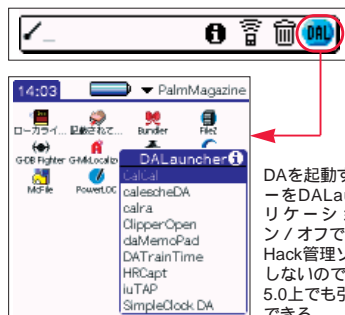 DAL
14:03 PalmMagazine
ローカライ... 記憶されて... Bundler FileZ
G-DB Fighter G-MLocalize
McFile PowerLOC
DALauncher
CalCal
calescheDA
calra
ClipperOpen
daMemoPad
DATrainTime
HRCapt
iuTAP
SimpleClock DA
DAを起動す
ーをDALau
リケーショ
ン / オフで
Hack管理ソ
しないので
5.0上でも引
できる